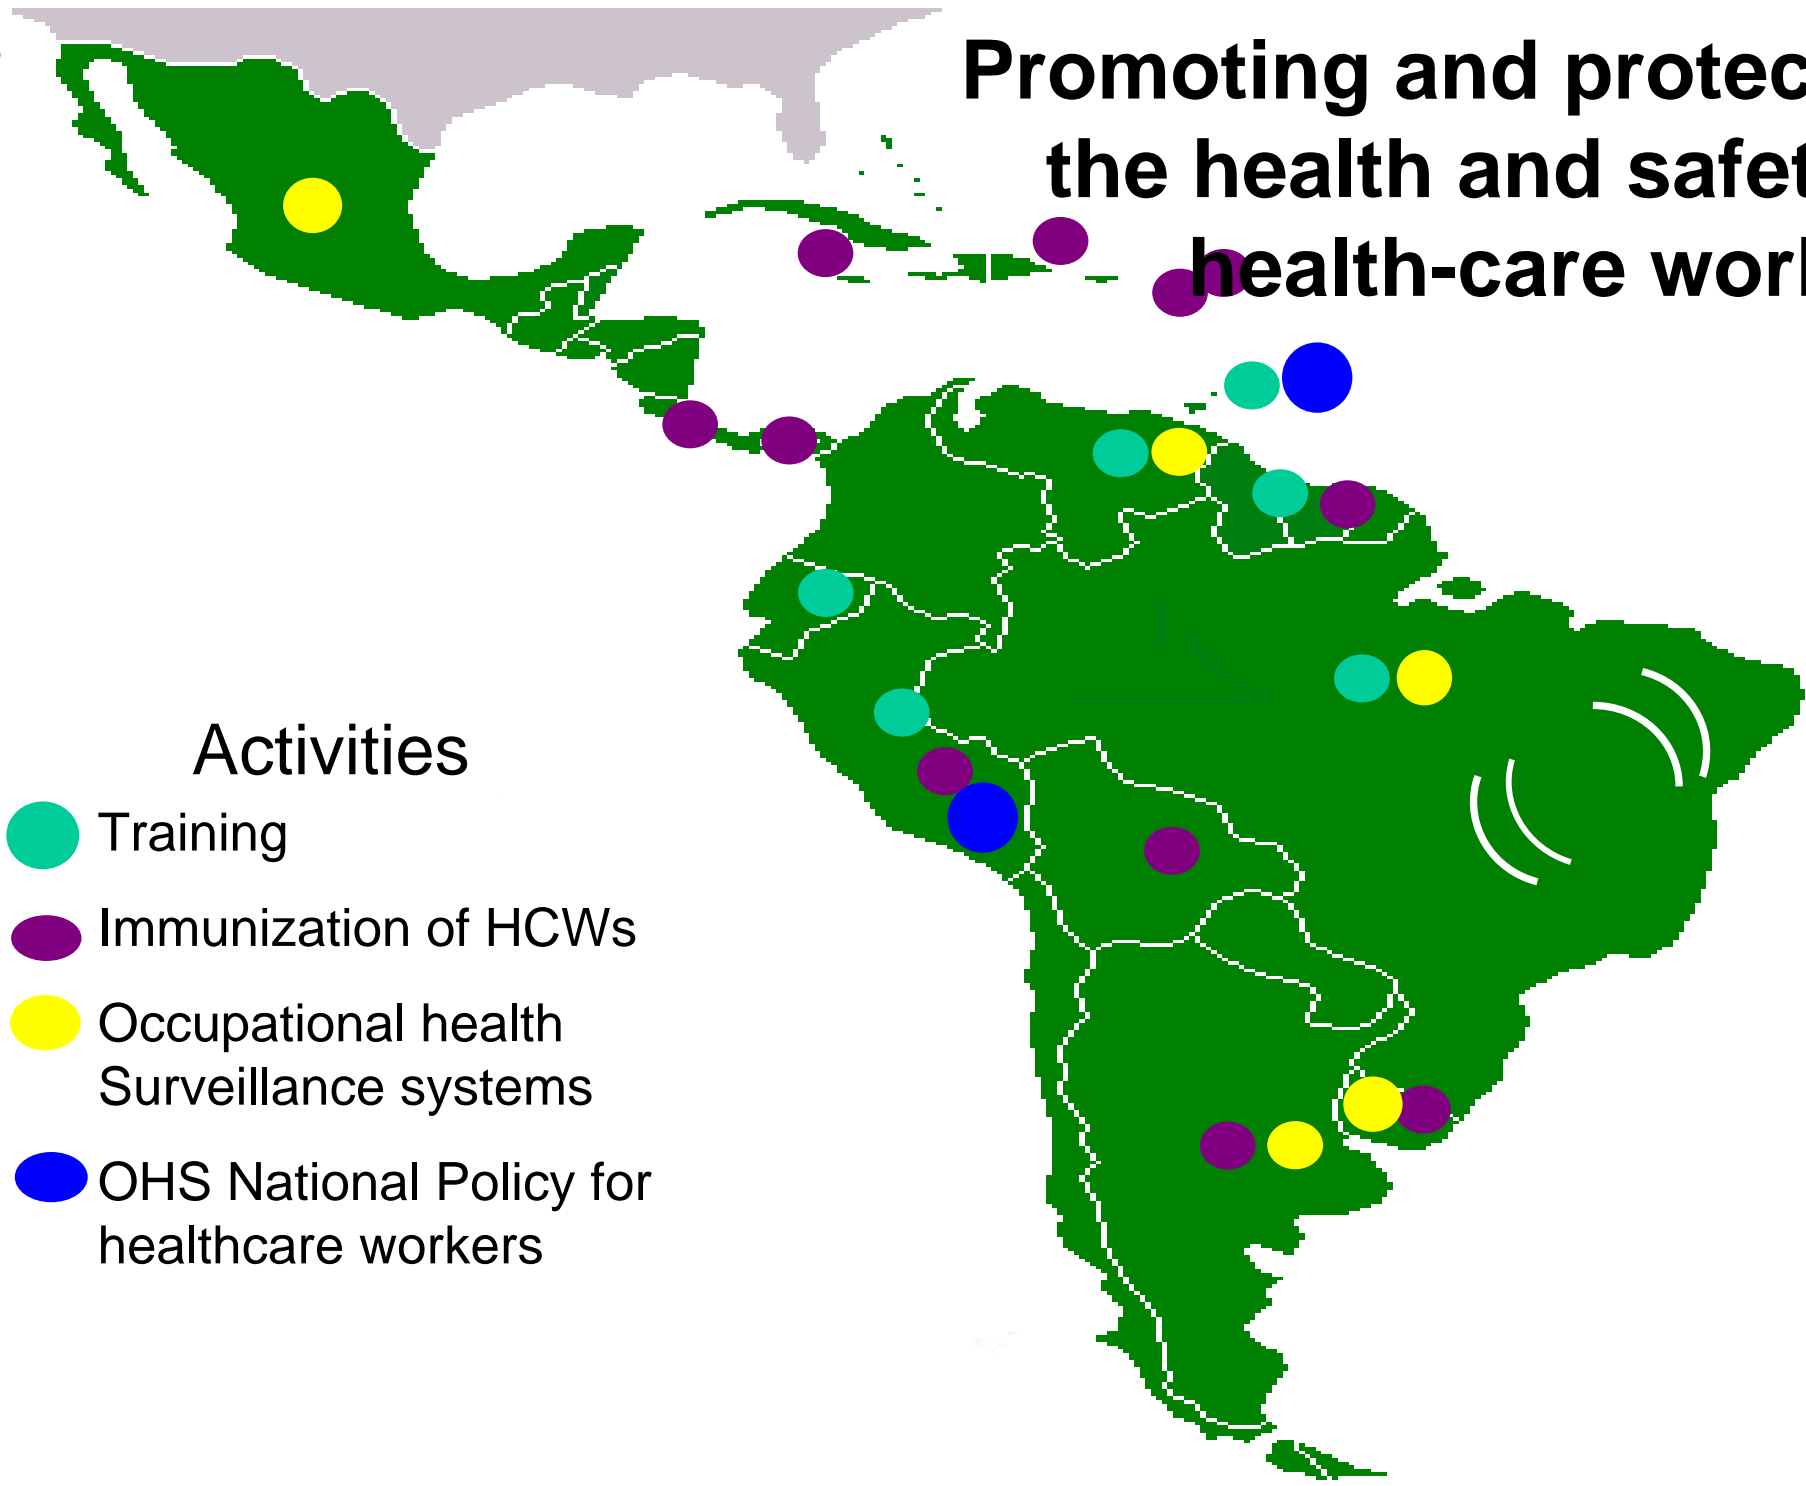 Promoting and protec
the health and safet
health-care worl
Activities
Training
Immunization of HCWs
Occupational health
Surveillance systems
OHS National Policy for
healthcare workers